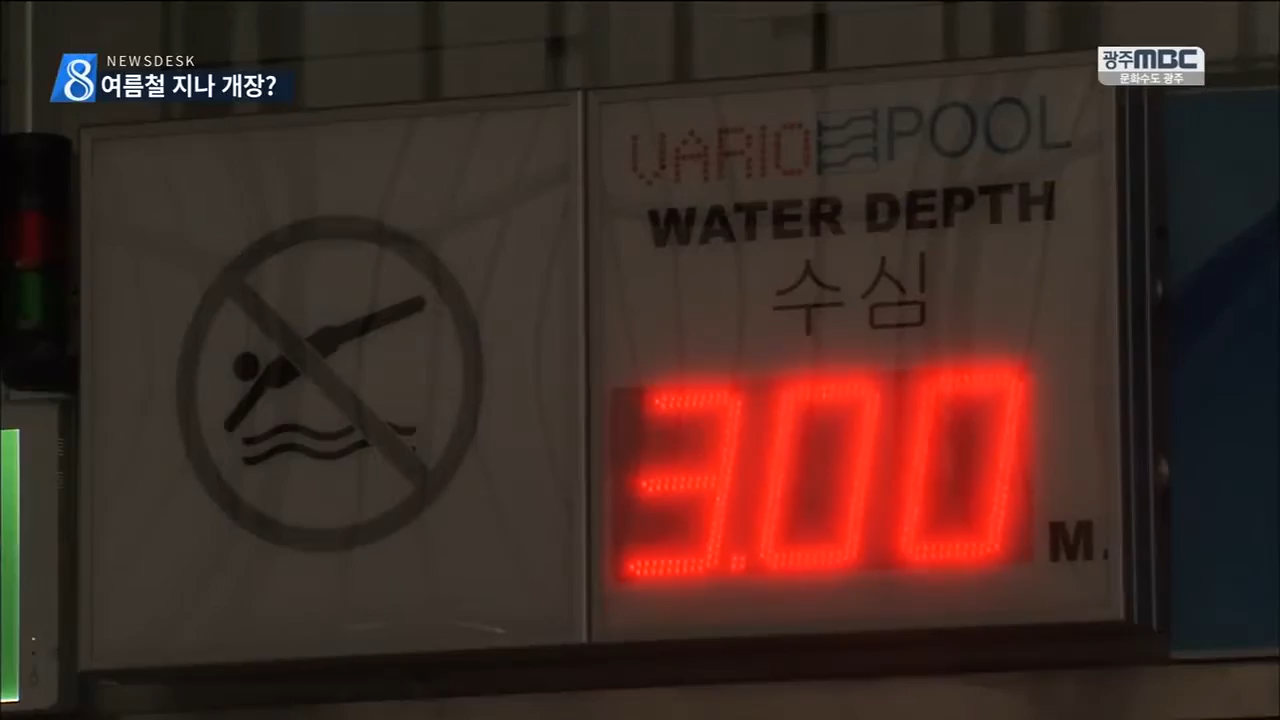 NEWSDESK
8 여름철 지나 개장?
광주MBC
문화수도 광주
VARIO POOL
WATER DEPTH
수심
3.00 M.